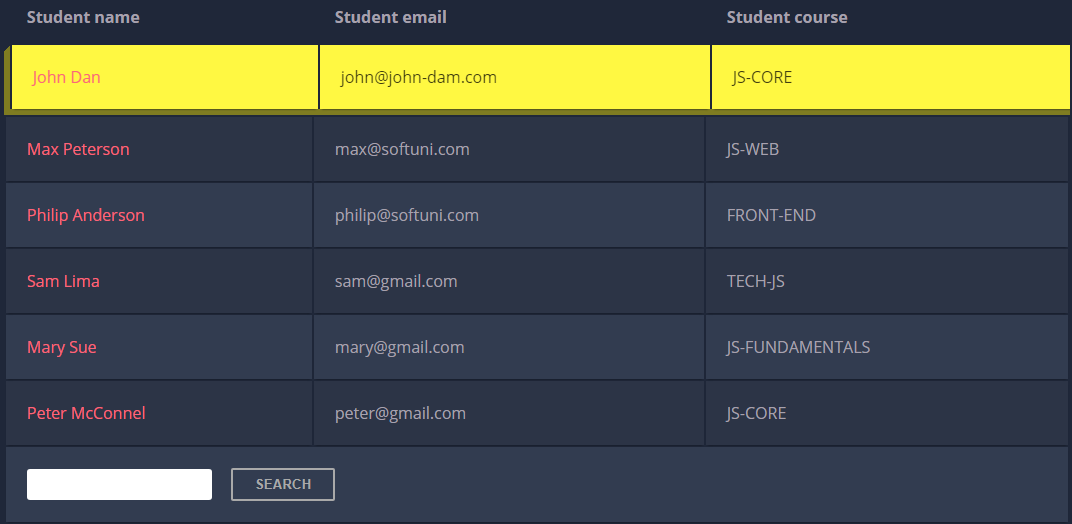 Student name Student email Student course
John Dan john@john-dam.com JS-CORE
Max Peterson max@softuni.com JS-WEB
Philip Anderson philip@softuni.com FRONT-END
Sam Lima sam@gmail.com TECH-JS
Mary Sue mary@gmail.com JS-FUNDAMENTALS
Peter McConnel peter@gmail.com JS-CORE
SEARCH